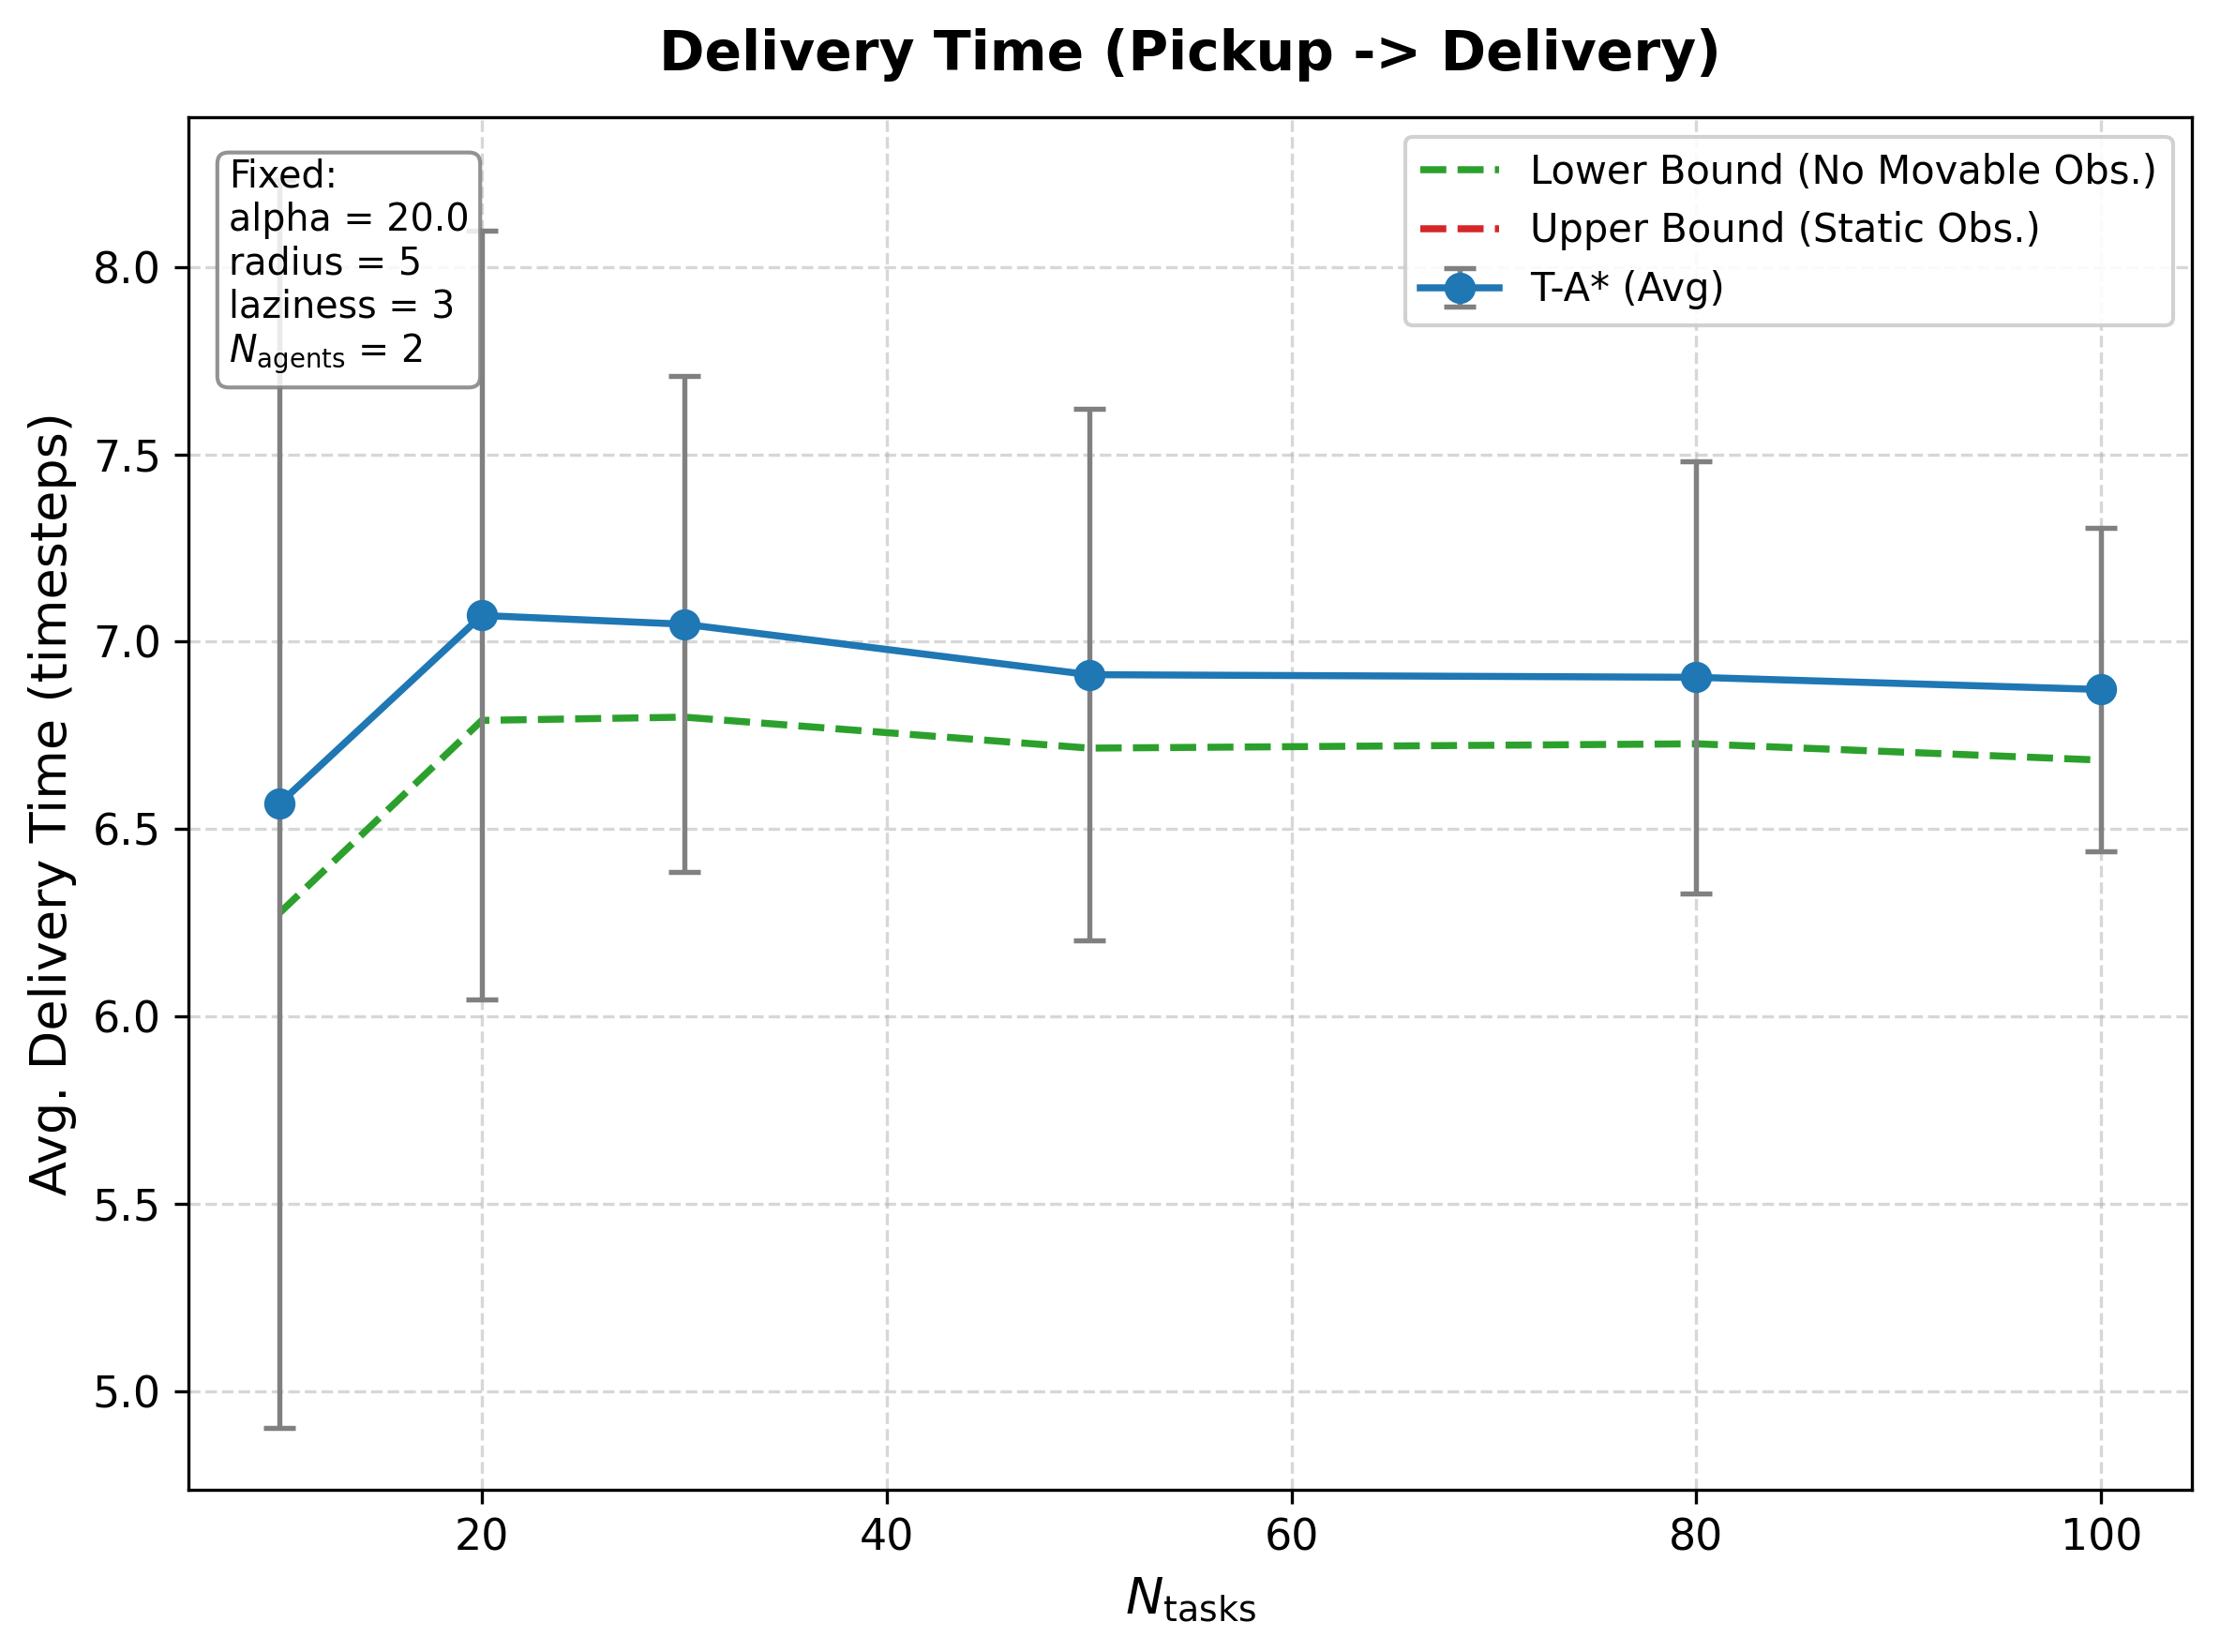 Delivery Time (Pickup -> Delivery)
Fixed:
alpha = 20.0
radius = 5
laziness = 3
N_agents = 2
Lower Bound (No Movable Obs.)
Upper Bound (Static Obs.)
T-A* (Avg)
Avg. Delivery Time (timesteps)
8.0
7.5
7.0
6.5
6.0
5.5
5.0
20 40 60 80 100
N_tasks